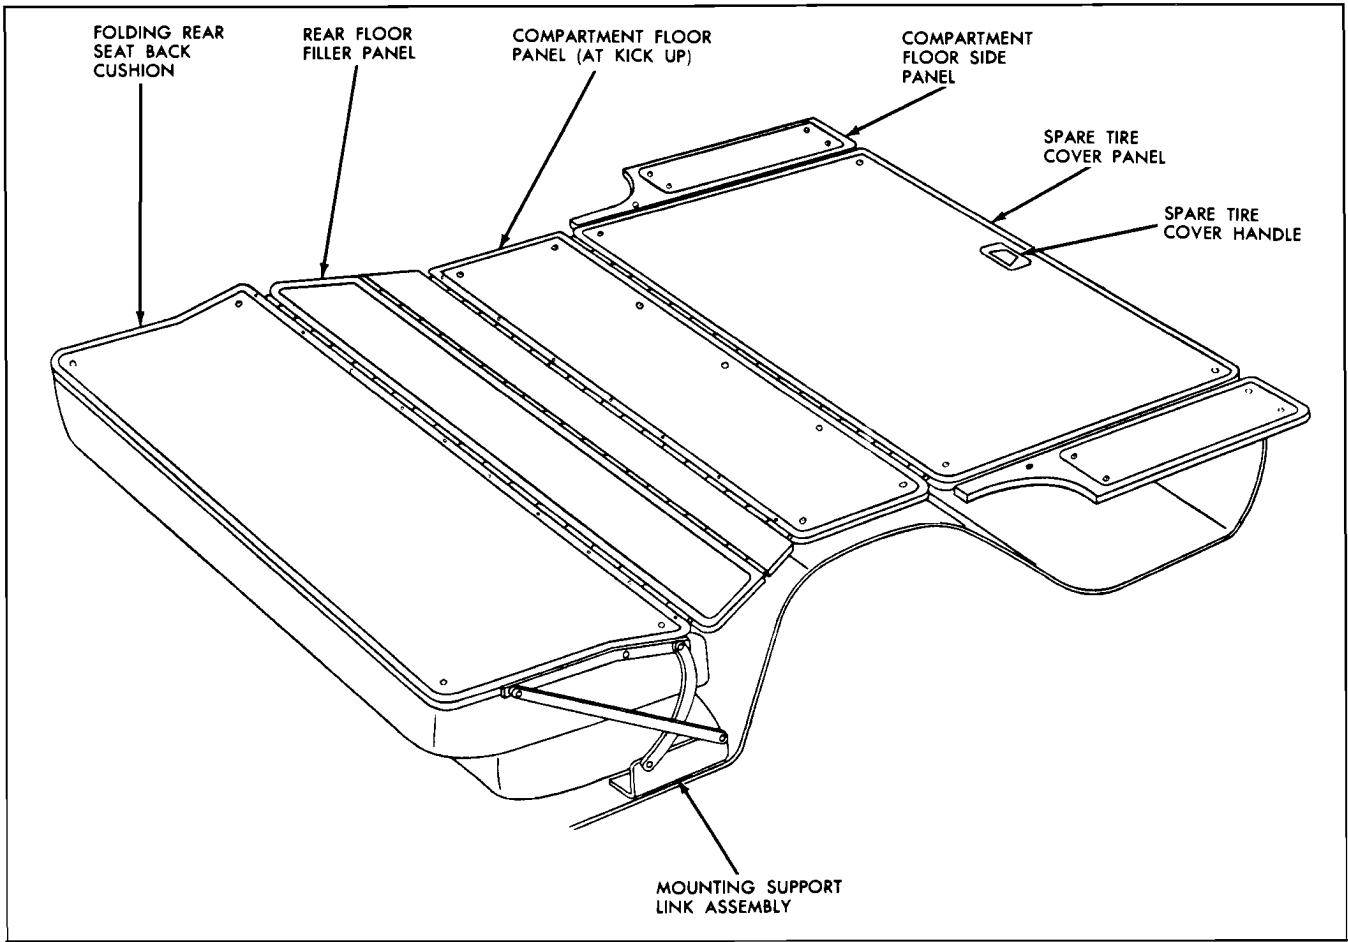 FOLDING REAR
SEAT BACK
CUSHION
REAR FLOOR
FILLER PANEL
COMPARTMENT FLOOR
PANEL (AT KICK UP)
COMPARTMENT
FLOOR SIDE
PANEL
SPARE TIRE
COVER PANEL
SPARE TIRE
COVER HANDLE
MOUNTING SUPPORT
LINK ASSEMBLY